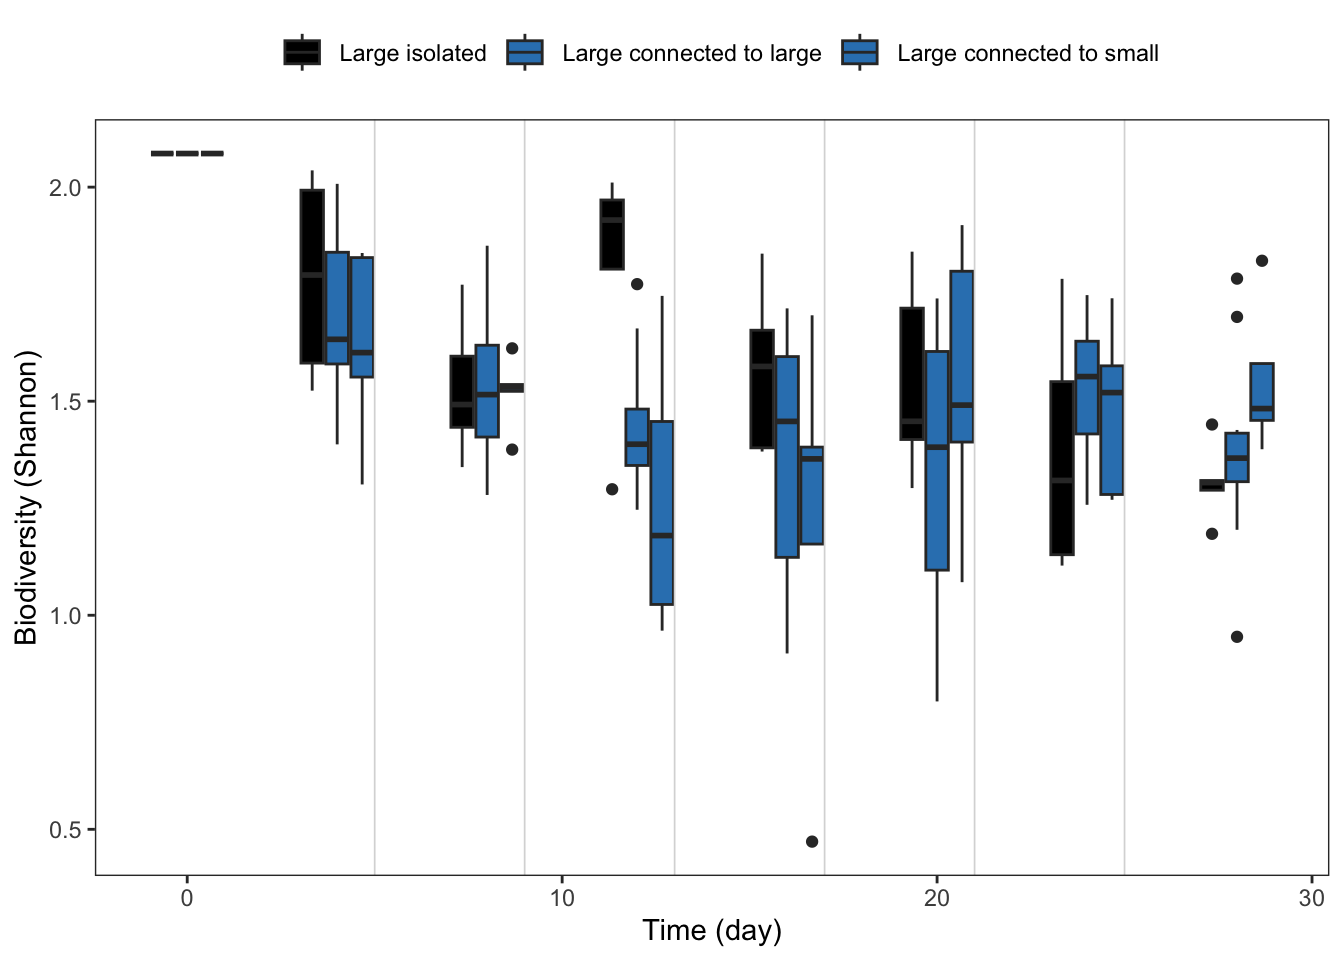 Large isolated Large connected to large Large connected to small
Biodiversity (Shannon)
2.0
1.5
1.0
0.5
0 10 20 30
Time (day)